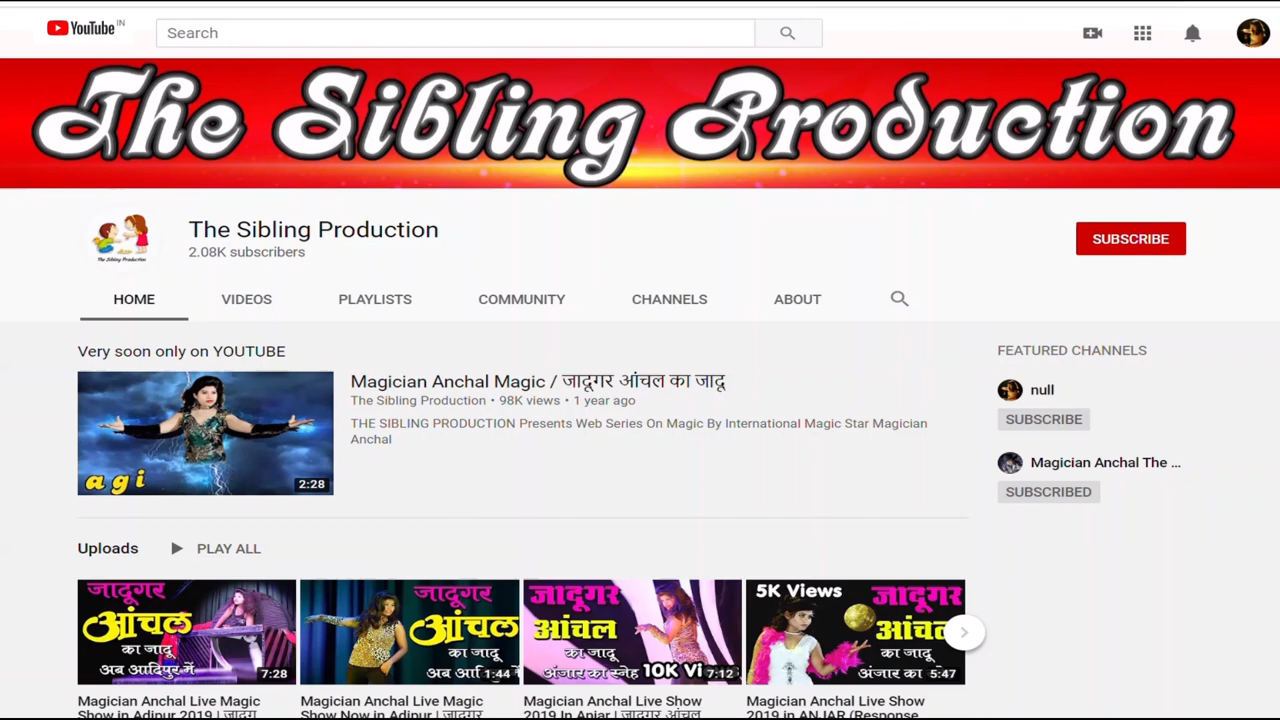 YouTube IN
Search
The Sibling Production
The Sibling Production
The Sibling Production
2.08K subscribers
SUBSCRIBE
HOME
VIDEOS
PLAYLISTS
COMMUNITY
CHANNELS
ABOUT
Very soon only on YOUTUBE
agi
2:28
Magician Anchal Magic / जादूगर आंचल का जादू
The Sibling Production • 98K views • 1 year ago
THE SIBLING PRODUCTION Presents Web Series On Magic By International Magic Star Magician
Anchal
FEATURED CHANNELS
null
SUBSCRIBE
Magician Anchal The ...
SUBSCRIBED
Uploads
PLAY ALL
जादूगर
आंचल
का जादू
अब आदिपुर में
7:28
Magician Anchal Live Magic
Show in Adipur 2019 | जादूग
जादूगर
आंचल
का जादू
अब आदि
1:44
Magician Anchal Live Magic
Show Now in Adipur | जादूगर
जादूगर
आंचल
का जादू
अंजार का स्नेह
10K Vi
7:12
Magician Anchal Live Show
2019 In Anjar | जादूगर आंचल
5K Views
जादूगर
आंचल
का जादू
अंजार का
5:47
Magician Anchal Live Show
2019 in ANJAR (Response